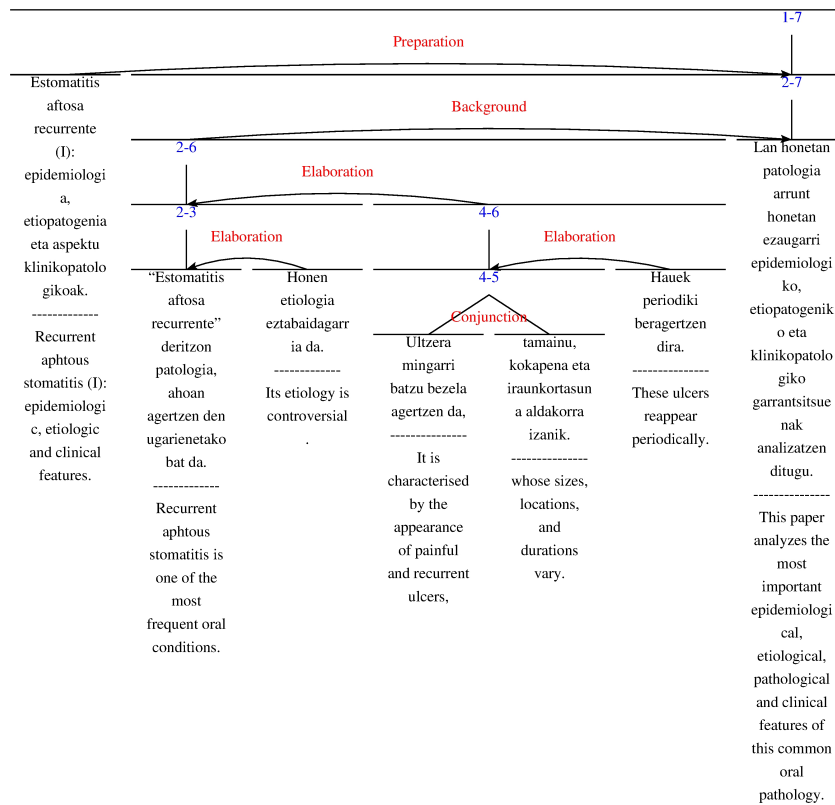 1-7
Preparation
2-7
Estomatitis
aftosa
recurrente
(I):
epidemiologi
a,
etiopatogenia
eta aspektu
klinikopatolo
gikoak.
-------------
Recurrent
aphtous
stomatitis (I):
epidemiologi
c, etiologic
and clinical
features.
Background
2-6
Elaboration
2-3
4-6
Elaboration
Elaboration
“Estomatitis
aftosa
recurrente”
deritzon
patologia,
ahoan
agertzen den
ugarienetako
bat da.
-------------
Recurrent
aphtous
stomatitis is
one of the
most
frequent oral
conditions.
Honen
etiologia
eztabaidagarr
ia da.
-------------
Its etiology is
controversial
.
4-5
Conjunction
Ultzera
mingarri
batzu bezela
agertzen da,
---------------
It is
characterised
by the
appearance
of painful
and recurrent
ulcers,
tamainu,
kokapena eta
iraunkortasun
a aldakorra
izanik.
---------------
whose sizes,
locations,
and
durations
vary.
Hauek
periodiki
beragertzen
dira.
---------------
These ulcers
reappear
periodically.
Lan honetan
patologia
arrunt
honetan
ezaugarri
epidemiologi
ko,
etiopatogenik
o eta
klinikopatolo
giko
garrantsitsue
nak
analizatzen
ditugu.
---------------
This paper
analyzes the
most
important
epidemiologi
cal,
etiological,
pathological
and clinical
features of
this common
oral
pathology.